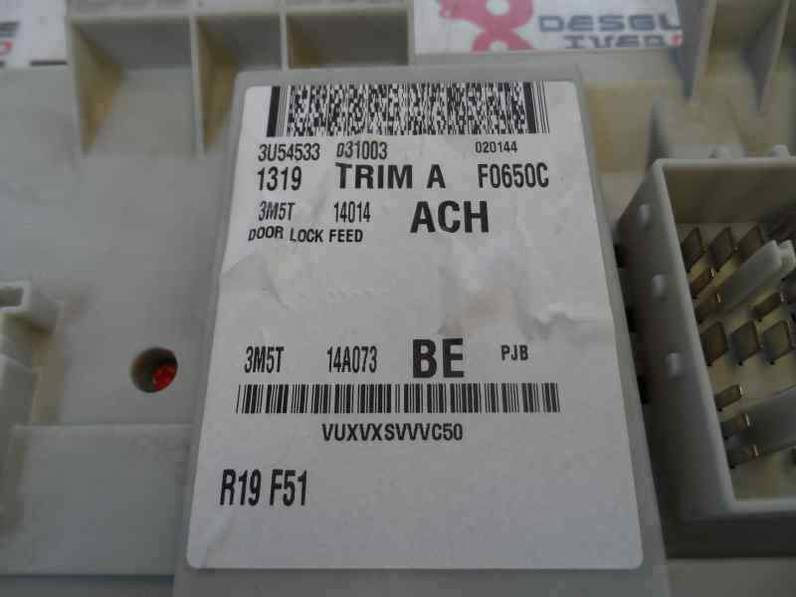 DESGU
3U54533 031003 020144
1319 TRIM A F0650C
3M5T 14014 ACH
DOOR LOCK FEED
3M5T 14A073 BE PJB
VUXVXSVVVC50
R19 F51